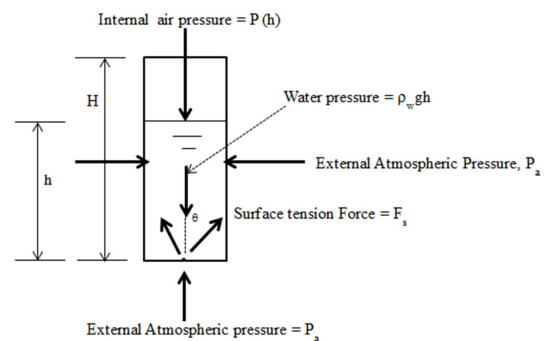 Internal air pressure = P (h)
H
Water pressure = ρwgh
External Atmospheric Pressure, Pa
h
θ
Surface tension Force = Fs
External Atmospheric pressure = Pa